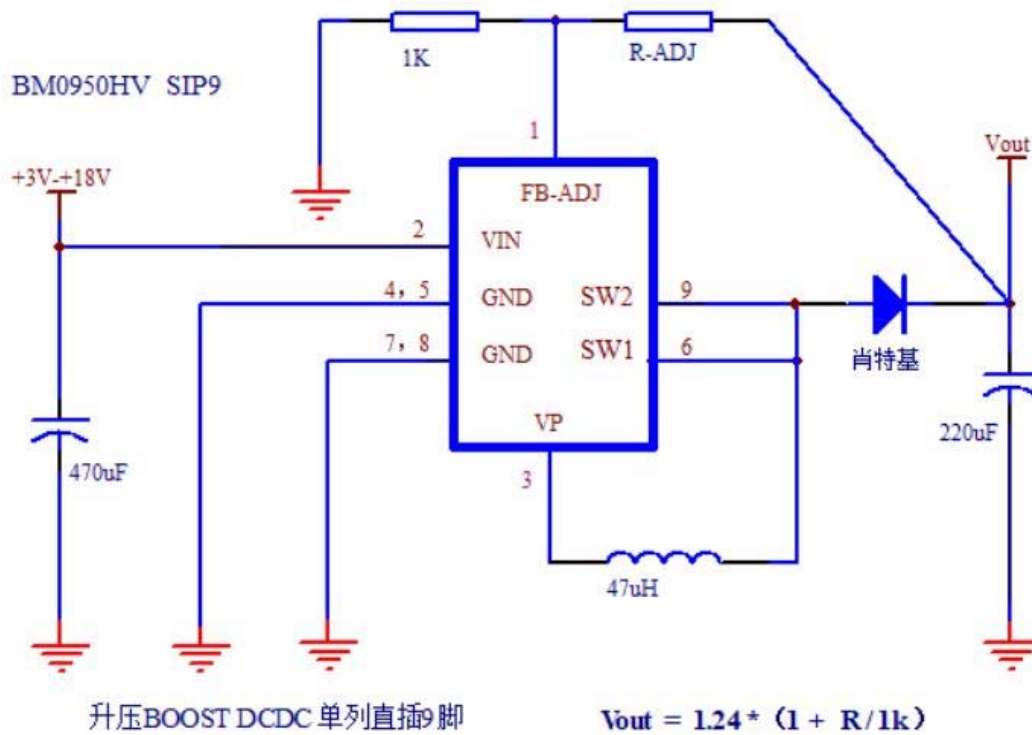 1K
R-ADJ
BM0950HV SIP9
1
Vout
+3V-+18V
FB-ADJ
2
VIN
4，5
GND
SW2
9
7，8
GND
SW1
6
肖特基
VP
220uF
470uF
3
47uH
升压BOOST DCDC 单列直插9脚
Vout = 1.24*（1 + R/1k）